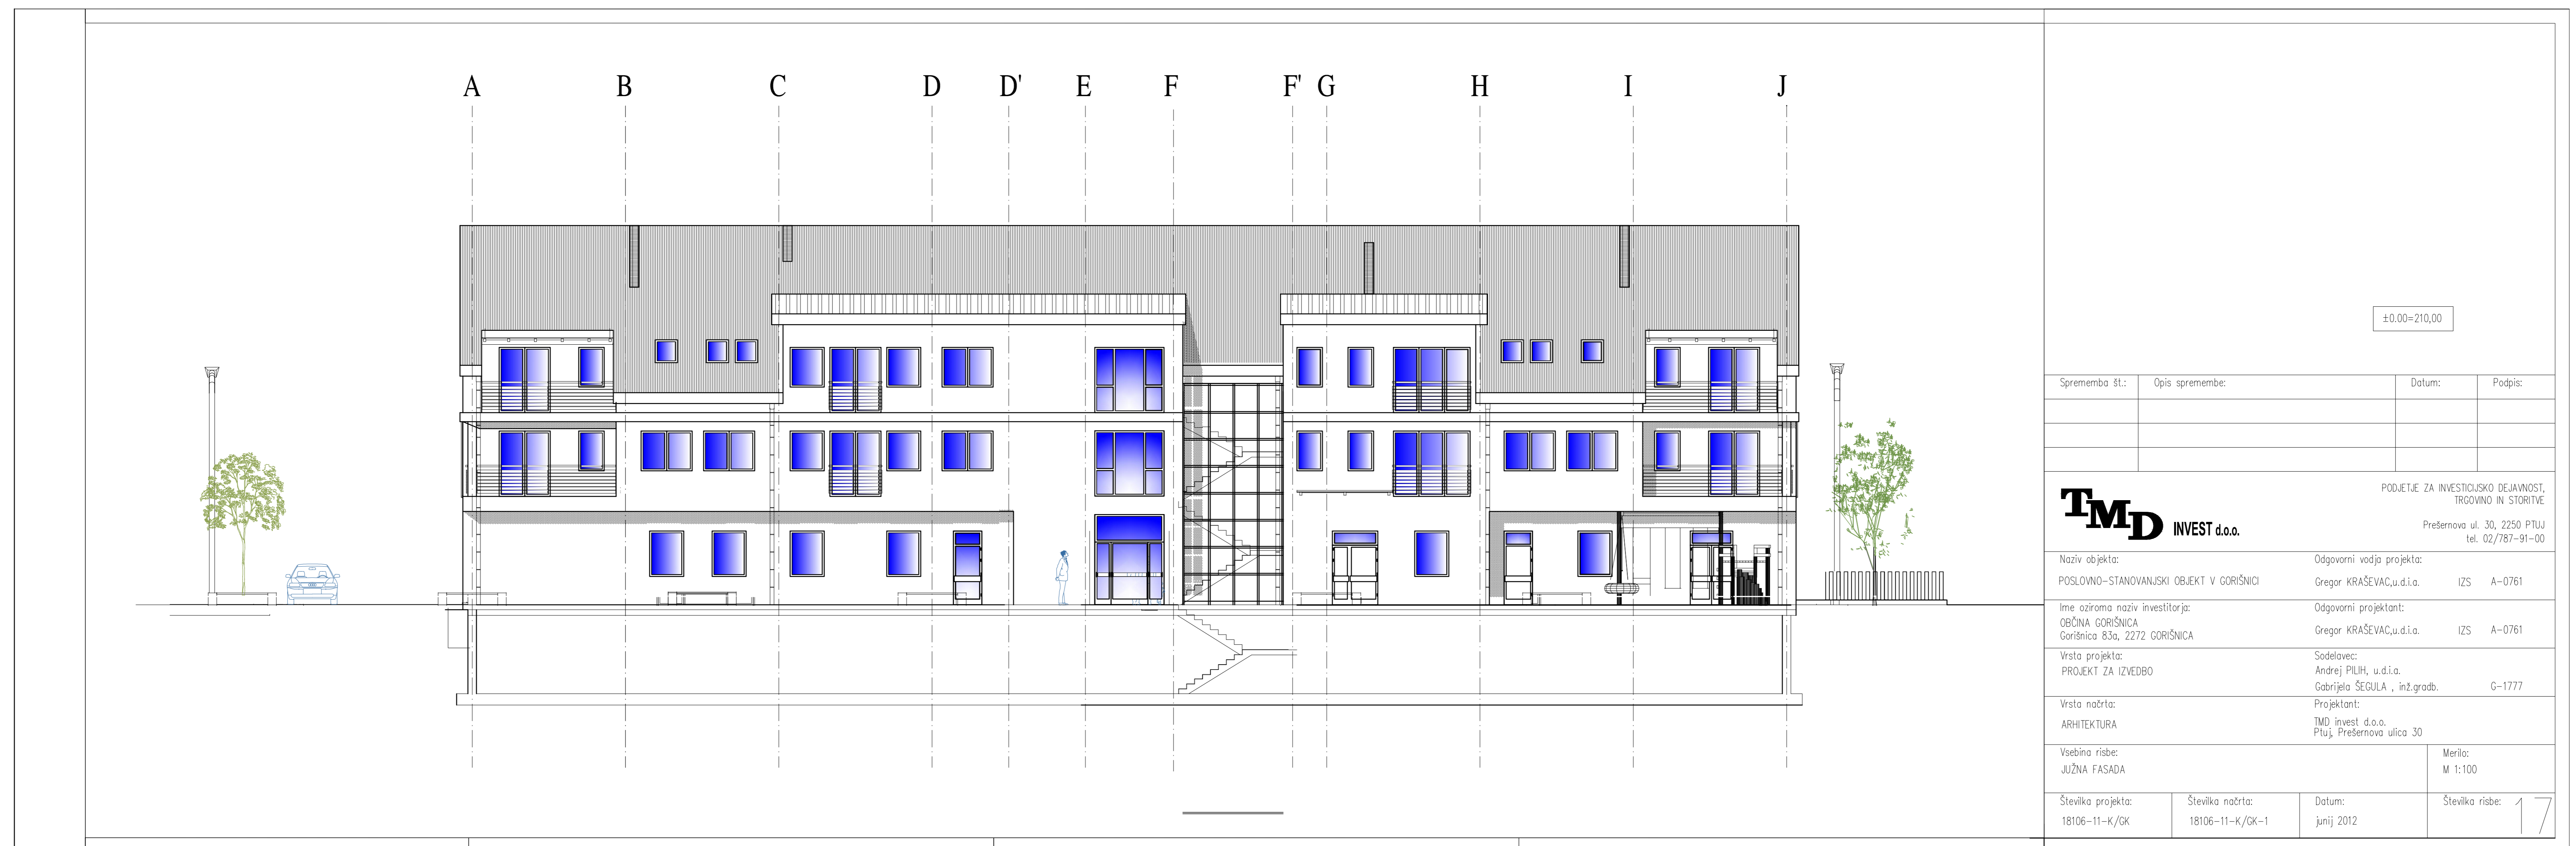 A B C D D' E F F' G H I J
±0.00=210,00
Sprememba št.: Opis spremembe: Datum: Podpis:
TMD INVEST d.o.o.
PODJETJE ZA INVESTICIJSKO DEJAVNOST,
TRGOVINO IN STORITVE
Prešernova ul. 30, 2250 PTUJ
tel. 02/787-91-00
Naziv objekta: Odgovorni vodja projekta:
POSLOVNO-STANOVANJSKI OBJEKT V GORIŠNICI Gregor KRAŠEVAC,u.d.i.a. IZS A-0761
Ime oziroma naziv investitorja: Odgovorni projektant:
OBČINA GORIŠNICA
Gorišnica 83a, 2272 GORIŠNICA Gregor KRAŠEVAC,u.d.i.a. IZS A-0761
Vrsta projekta: Sodelavec:
PROJEKT ZA IZVEDBO Andrej PILIH, u.d.i.a.
Gabrijela ŠEGULA , inž.gradb. G-1777
Vrsta načrta: Projektant:
ARHITEKTURA TMD invest d.o.o.
Ptuj, Prešernova ulica 30
Vsebina risbe: Merilo:
JUŽNA FASADA M 1:100
Številka projekta: Številka načrta: Datum: Številka risbe: 17
18106-11-K/GK 18106-11-K/GK-1 junij 2012